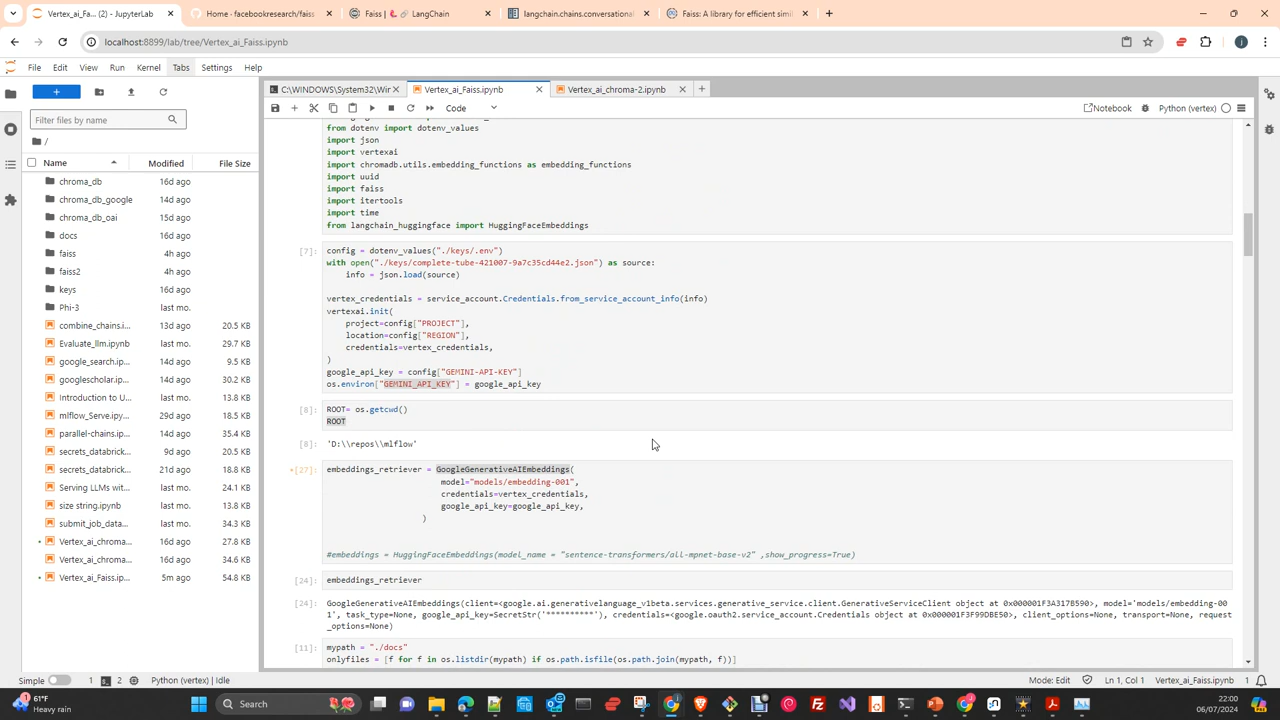 Vertex_ai_Fais (2) - JupyterLab
Home · facebookresearch/faiss
Faiss | LangChain
langchain.chains.conversational
Faiss: A library for efficient simil
localhost:8899/lab/tree/Vertex_ai_Faiss.ipynb
File Edit View Run Kernel Tabs Settings Help
C:\WINDOWS\System32\Wir
Vertex_ai_Faiss.ipynb
Vertex_ai_chroma-2.ipynb
Code
Notebook
Python (vertex)
Filter files by name
/
Name Modified File Size
chroma_db 16d ago
chroma_db_google 14d ago
chroma_db_oai 15d ago
docs 16d ago
faiss 4h ago
faiss2 4h ago
keys 16d ago
Phi-3 last mo.
combine_chains.i... 13d ago 20.5 KB
Evaluate_llm.ipynb last mo. 29.7 KB
google_search.ip... 14d ago 9.5 KB
googlescholar.ip... 14d ago 30.2 KB
Introduction to U... last mo. 24.1 KB
mlflow_Serve.ipy... 29d ago 18.5 KB
parallel-chains.ip... 14d ago 35.4 KB
secrets_databrick... 9d ago 20.5 KB
secrets_databrick... 21d ago 18.8 KB
Serving LLMs wit... last mo. 24.1 KB
size string.ipynb last mo. 13.8 KB
submit_job_data... last mo. 34.3 KB
Vertex_ai_chroma... 16d ago 27.8 KB
Vertex_ai_chroma... 16d ago 34.6 KB
Vertex_ai_Faiss.ip... 5m ago 54.8 KB
from dotenv import dotenv_values
import json
import vertexai
import chromadb.utils.embedding_functions as embedding_functions
import uuid
import faiss
import itertools
import time
from langchain_huggingface import HuggingFaceEmbeddings
[7]: config = dotenv_values("./keys/.env")
with open("./keys/complete-tube-421007-9a7c35cd44e2.json") as source:
info = json.load(source)
vertex_credentials = service_account.Credentials.from_service_account_info(info)
vertexai.init(
project=config["PROJECT"],
location=config["REGION"],
credentials=vertex_credentials,
)
google_api_key = config["GEMINI-API-KEY"]
os.environ["GEMINI_API_KEY"] = google_api_key
[8]: ROOT= os.getcwd()
ROOT
[8]: 'D:\\repos\\mlflow'
[27]: embeddings_retriever = GoogleGenerativeAIEmbeddings(
model="models/embedding-001",
credentials=vertex_credentials,
google_api_key=google_api_key,
)
#embeddings = HuggingFaceEmbeddings(model_name = "sentence-transformers/all-mpnet-base-v2" ,show_progress=True)
[24]: embeddings_retriever
[24]: GoogleGenerativeAIEmbeddings(client=<google.ai.generativelanguage_v1beta.services.generative_service.client.GenerativeServiceClient object at 0x000001F3A317B590>, model='models/embedding-00
1', task_type=None, google_api_key=SecretStr('**********'), credentials=<google.oauth2.service_account.Credentials object at 0x000001F3F99DBE50>, client_options=None, transport=None, request
_options=None)
[11]: mypath = "./docs"
onlyfiles = [f for f in os.listdir(mypath) if os.path.isfile(os.path.join(mypath, f))]
Simple 1 2 Python (vertex) | Idle Mode: Edit Ln 1, Col 1 Vertex_ai_Faiss.ipynb 1
61°F
Heavy rain
Search
22:00
06/07/2024